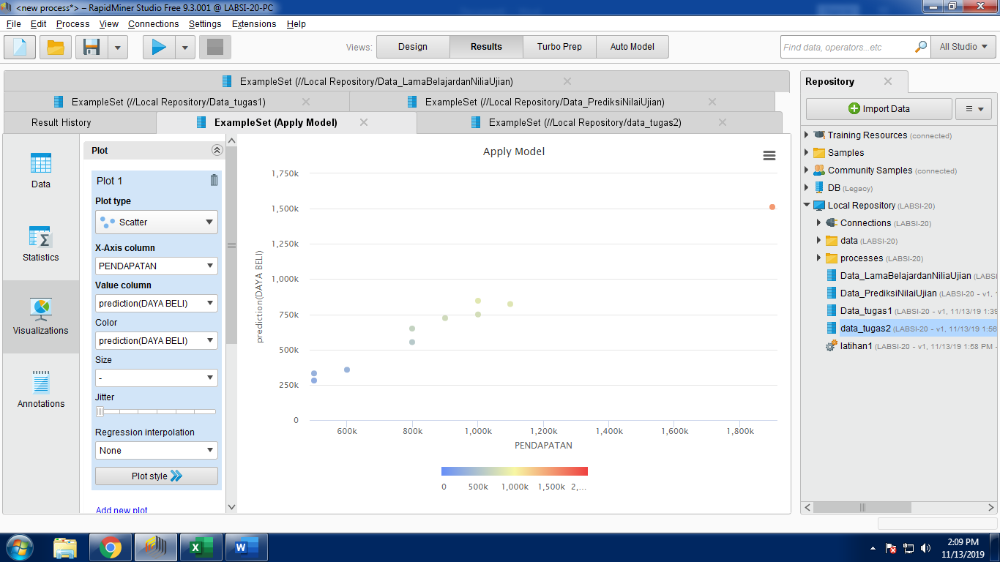 <new process*> – RapidMiner Studio Free 9.3.001 @ LABSI-20-PC
File Edit Process View Connections Settings Extensions Help
Views: Design Results Turbo Prep Auto Model
Find data, operators...etc All Studio
ExampleSet (//Local Repository/Data_LamaBelajardanNiliaUjian)
ExampleSet (//Local Repository/Data_tugas1)
ExampleSet (//Local Repository/Data_PrediksiNilaiUjian)
Result History
ExampleSet (Apply Model)
ExampleSet (//Local Repository/data_tugas2)
Data
Statistics
Visualizations
Annotations
Plot
Plot 1
Plot type
Scatter
X-Axis column
PENDAPATAN
Value column
prediction(DAYA BELI)
Color
prediction(DAYA BELI)
Size
-
Jitter
Regression interpolation
None
Plot style
Add new plot
Apply Model
prediction(DAYA BELI)
1,750k
1,500k
1,250k
1,000k
750k
500k
250k
0
600k 800k 1,000k 1,200k 1,400k 1,600k 1,800k
PENDAPATAN
0 500k 1,000k 1,500k 2,...
Repository
Import Data
Training Resources (connected)
Samples
Community Samples (connected)
DB (Legacy)
Local Repository (LABSI-20)
Connections (LABSI-20)
data (LABSI-20)
processes (LABSI-20)
Data_LamaBelajardanNiliaUjian (LABSI
Data_PrediksiNilaiUjian (LABSI-20 - v1,
Data_tugas1 (LABSI-20 - v1, 11/13/19 1:39
data_tugas2 (LABSI-20 - v1, 11/13/19 1:56
latihan1 (LABSI-20 - v1, 11/13/19 1:58 PM -
2:09 PM
11/13/2019